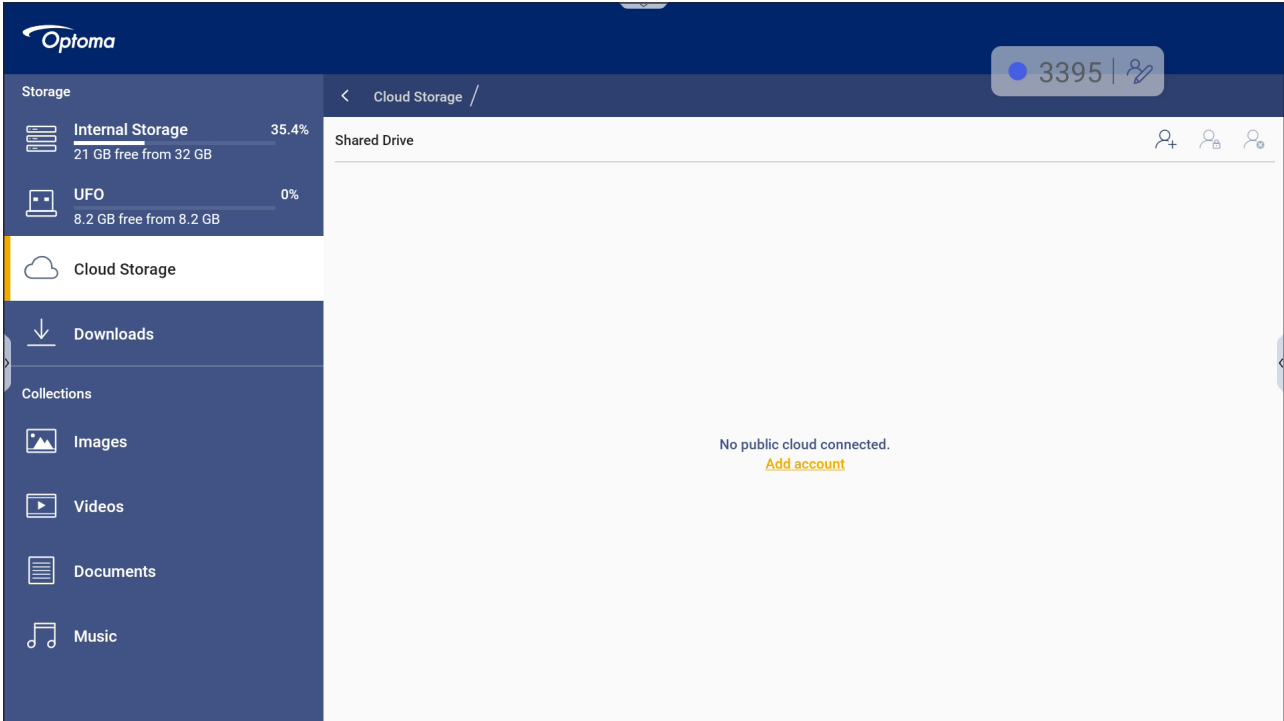 Optoma
3395
Storage
Internal Storage 35.4%
21 GB free from 32 GB
UFO 0%
8.2 GB free from 8.2 GB
Cloud Storage
Downloads
Collections
Images
Videos
Documents
Music
Cloud Storage /
Shared Drive
No public cloud connected.
Add account